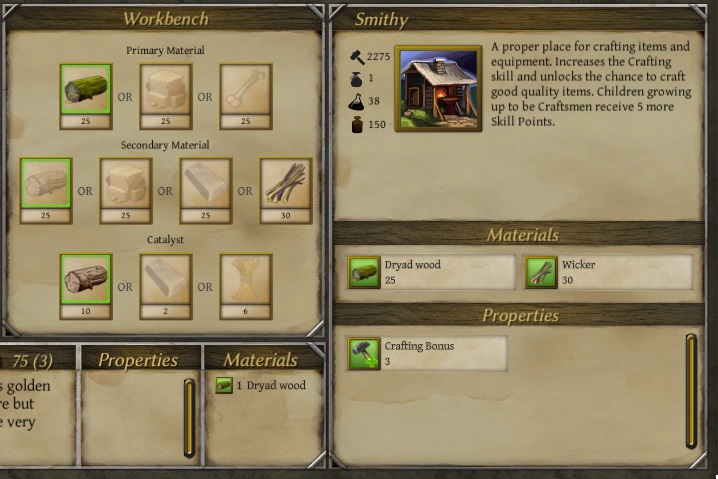 Workbench
Primary Material
OR
OR
25
25
25
Secondary Material
OR
OR
OR
25
25
25
30
Catalyst
OR
OR
10
2
6
Smithy
2275
1
38
150
A proper place for crafting items and
equipment. Increases the Crafting
skill and unlocks the chance to craft
good quality items. Children growing
up to be Craftsmen receive 5 more
Skill Points.
Materials
Dryad wood
25
Wicker
30
Properties
Crafting Bonus
3
75 (3)
s golden
re but
e very
Properties
Materials
1 Dryad wood